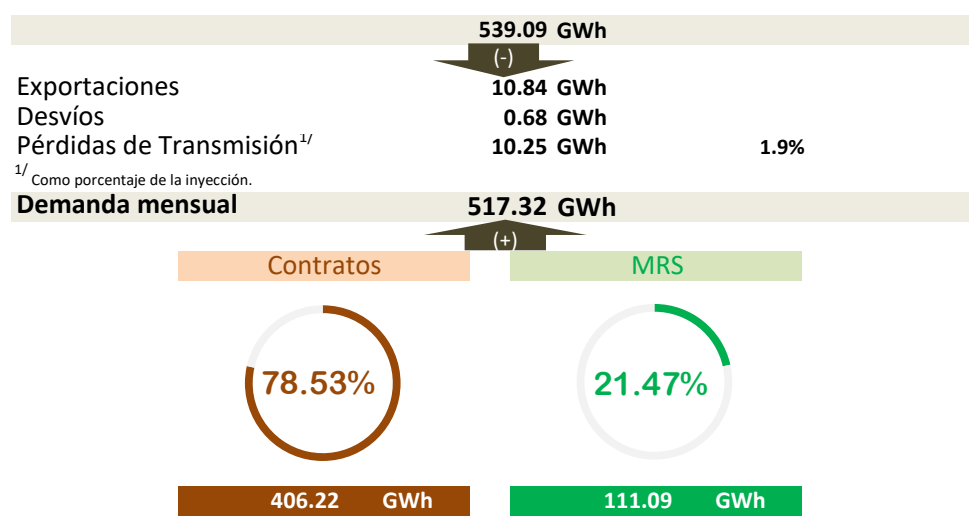 539.09 GWh
(-)
Exportaciones 10.84 GWh
Desvíos 0.68 GWh
Pérdidas de Transmisión 1/ 10.25 GWh 1.9%
1/ Como porcentaje de la inyección.
Demanda mensual 517.32 GWh
(+)
Contratos MRS
78.53% 21.47%
406.22 GWh 111.09 GWh